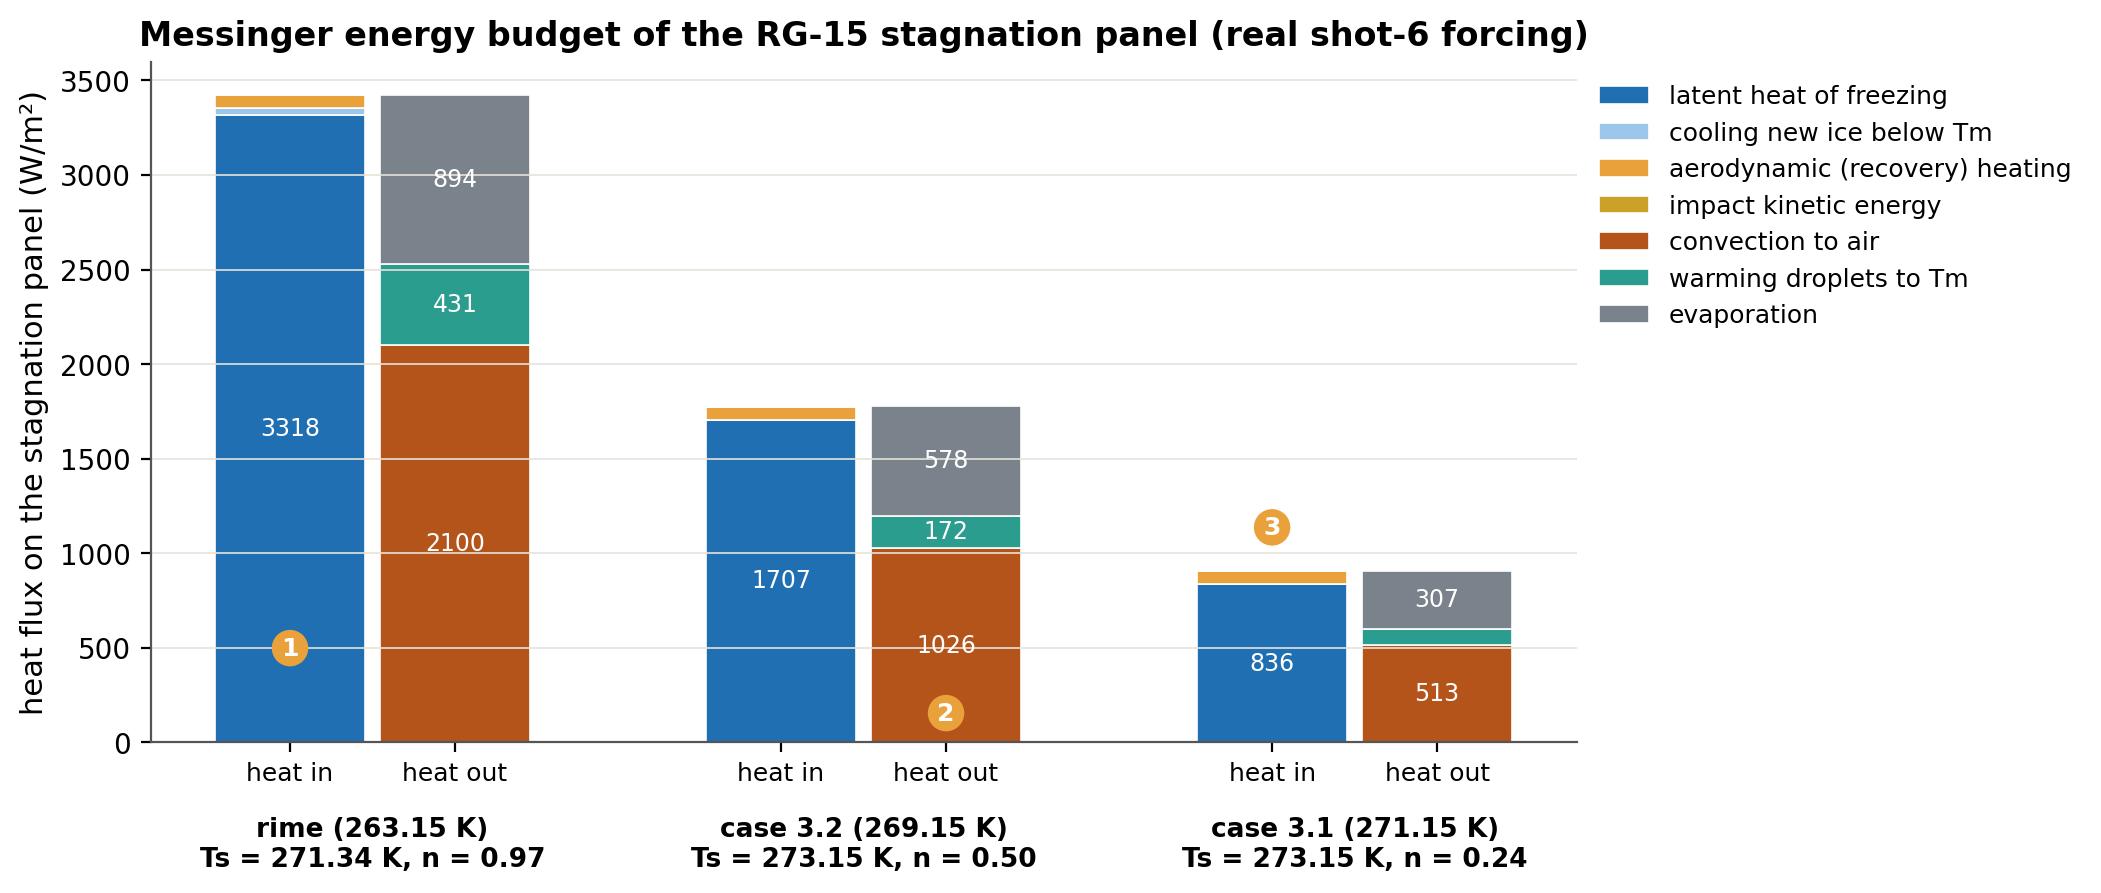 Messinger energy budget of the RG-15 stagnation panel (real shot-6 forcing)
heat flux on the stagnation panel (W/m²)
3500
3000
2500
2000
1500
1000
500
0
3318
1
894
431
2100
1707
578
172
1026
2
3
836
307
513
heat in
heat out
heat in
heat out
heat in
heat out
rime (263.15 K)
Ts = 271.34 K, n = 0.97
case 3.2 (269.15 K)
Ts = 273.15 K, n = 0.50
case 3.1 (271.15 K)
Ts = 273.15 K, n = 0.24
latent heat of freezing
cooling new ice below Tm
aerodynamic (recovery) heating
impact kinetic energy
convection to air
warming droplets to Tm
evaporation